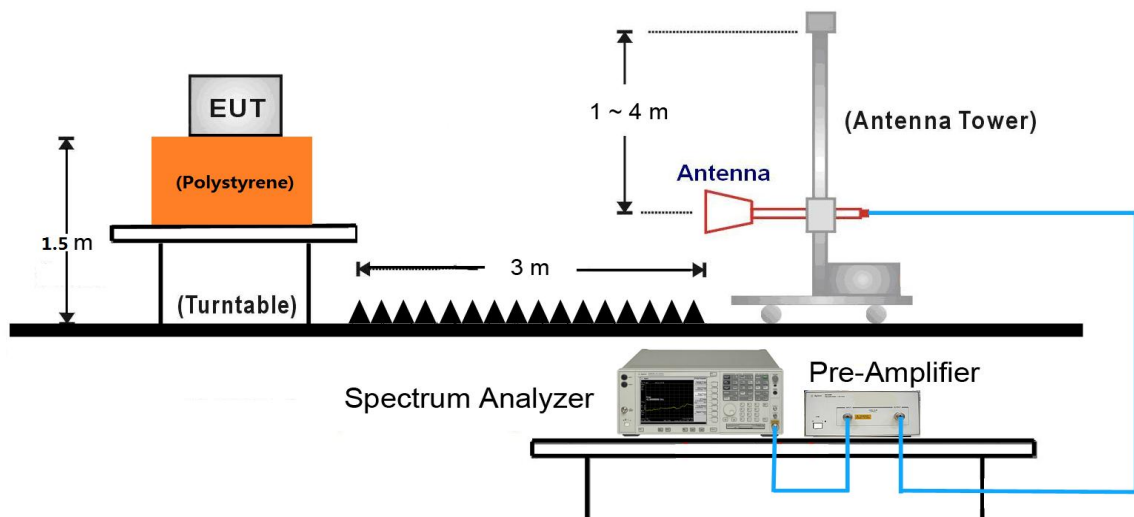 EUT
(Polystyrene)
1.5 m
(Turntable)
3 m
1 ~ 4 m
Antenna
(Antenna Tower)
Spectrum Analyzer
Pre-Amplifier